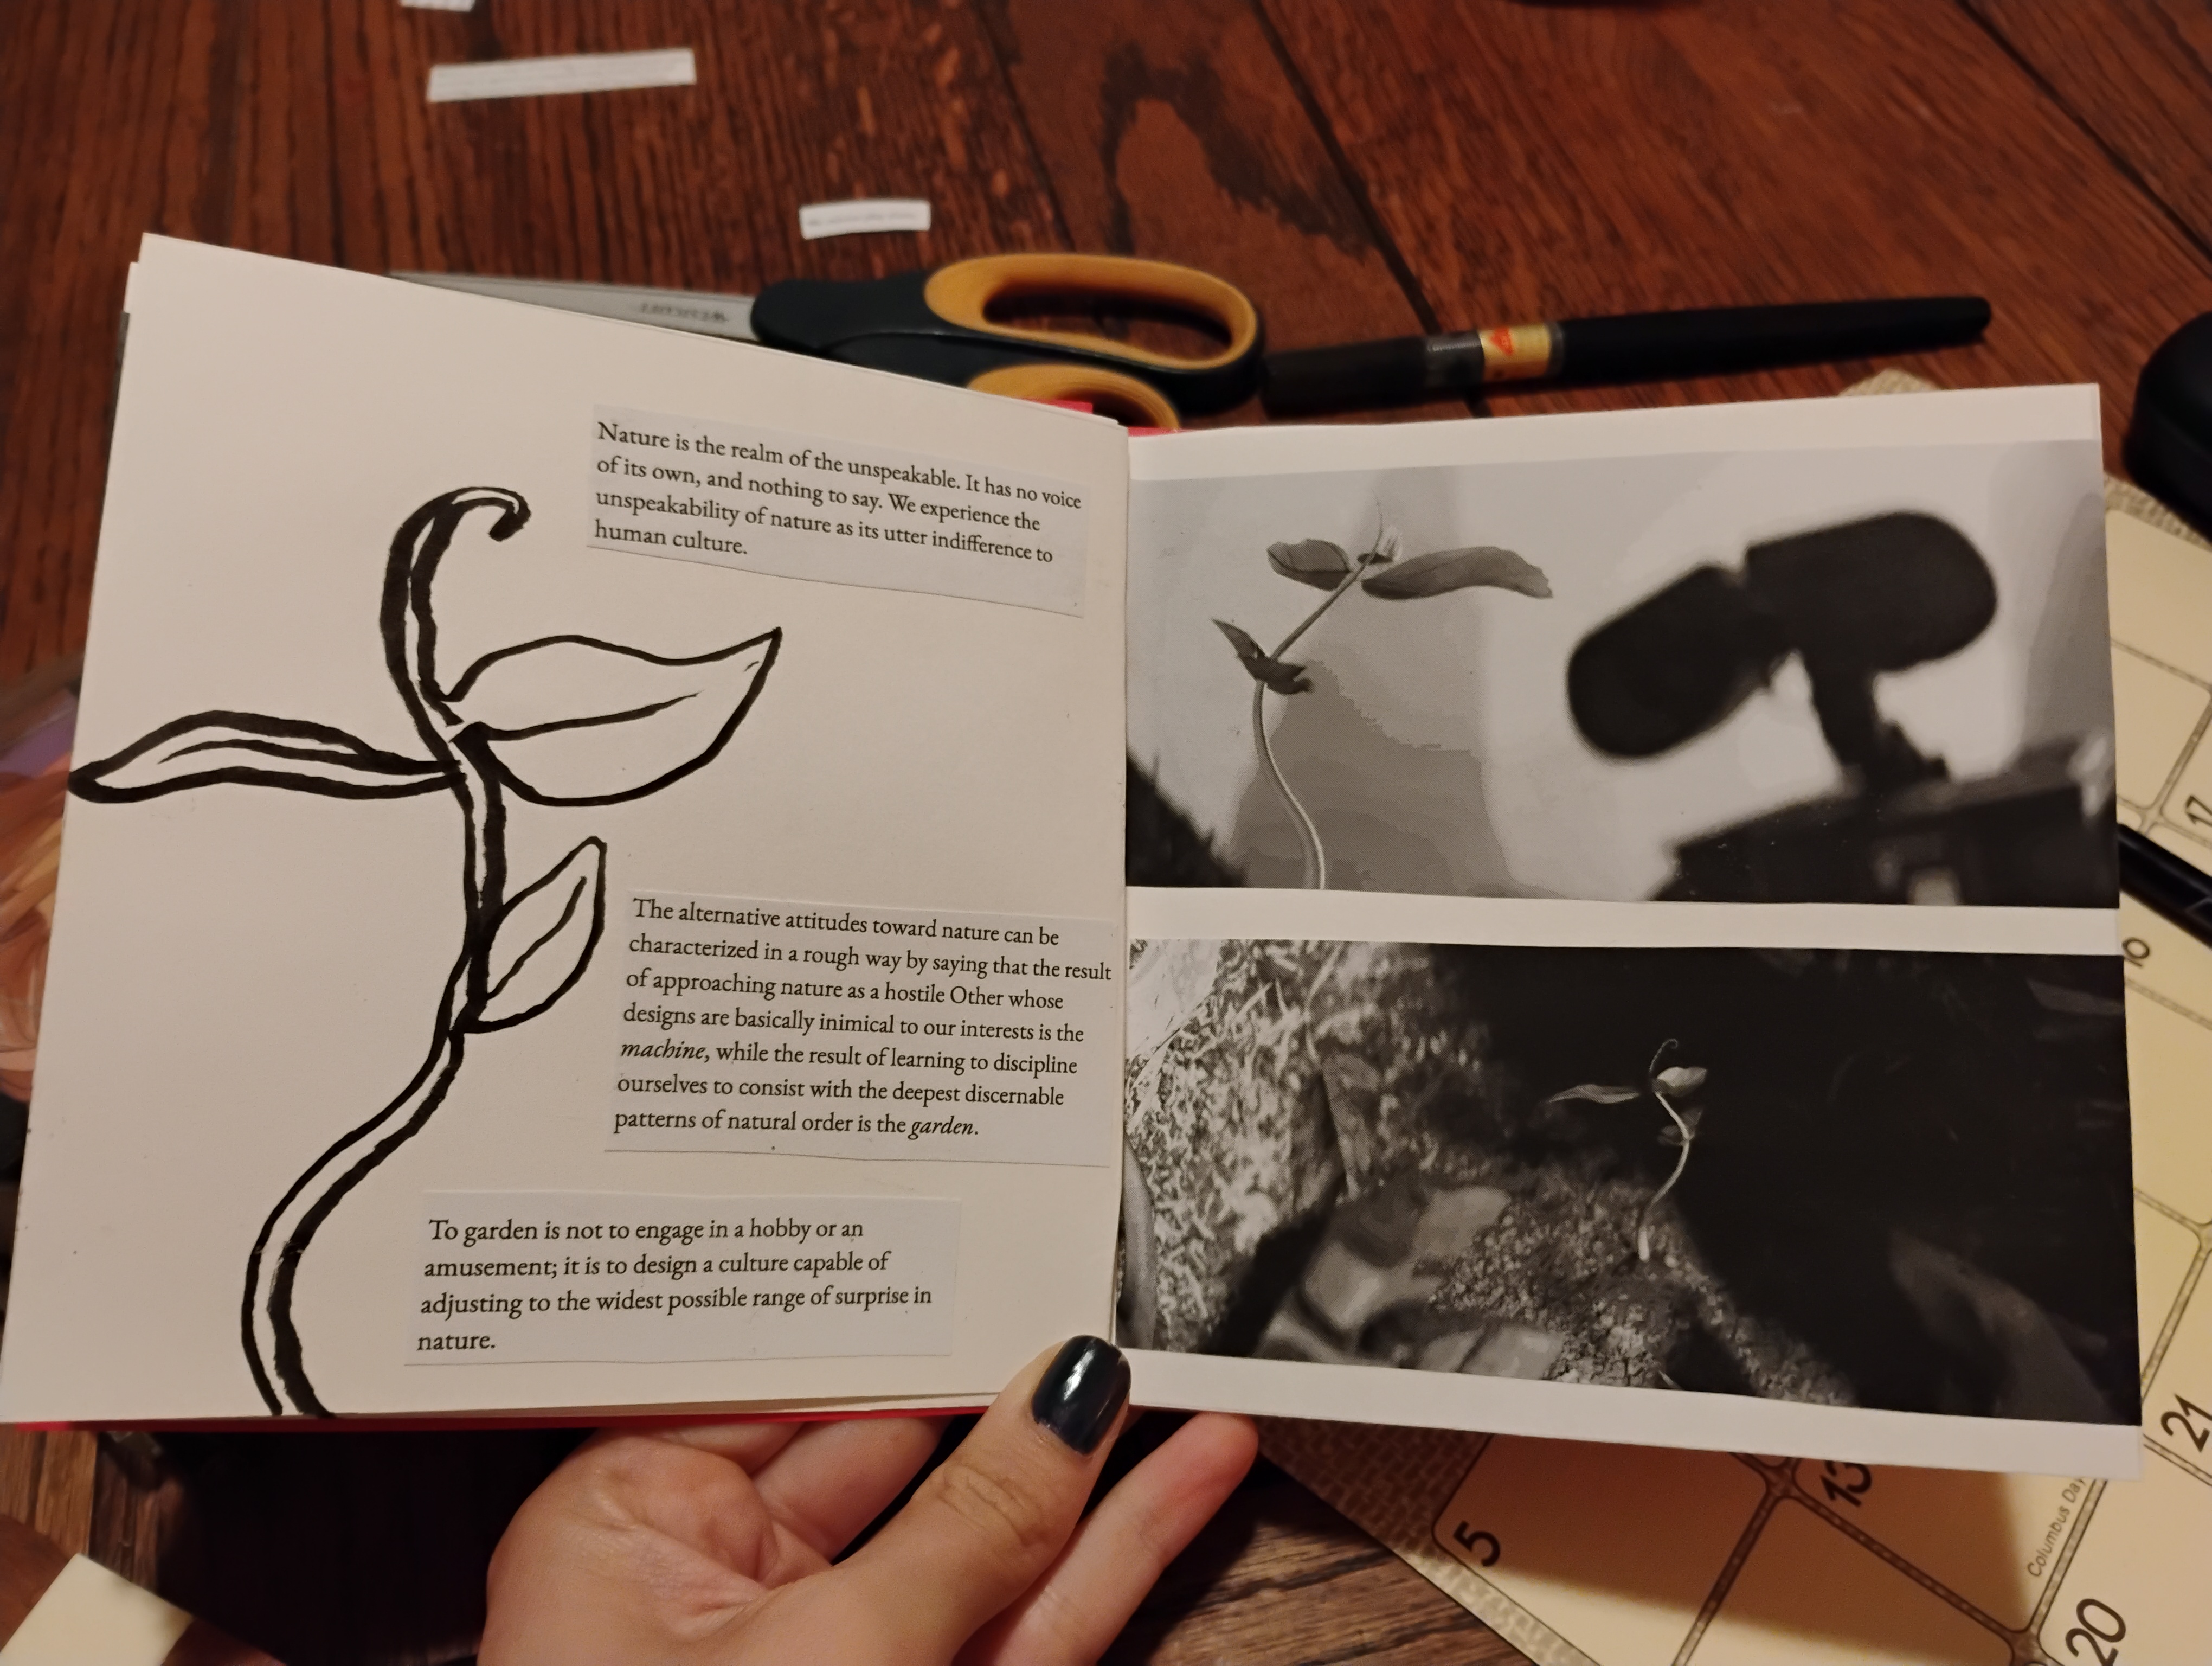 Nature is the realm of the unspeakable. It has no voice
of its own, and nothing to say. We experience the
unspeakability of nature as its utter indifference to
human culture.
The alternative attitudes toward nature can be
characterized in a rough way by saying that the result
of approaching nature as a hostile Other whose
designs are basically inimical to our interests is the
machine, while the result of learning to discipline
ourselves to consist with the deepest discernable
patterns of natural order is the garden.
To garden is not to engage in a hobby or an
amusement; it is to design a culture capable of
adjusting to the widest possible range of surprise in
nature.
17
10
21
13
Columbus Day
5
20